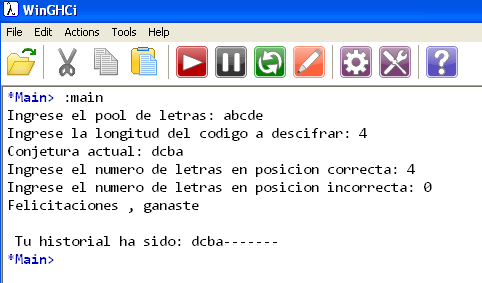 WinGHCi
File Edit Actions Tools Help
*Main> :main
Ingrese el pool de letras: abcde
Ingrese la longitud del codigo a descifrar: 4
Conjetura actual: dcba
Ingrese el numero de letras en posicion correcta: 4
Ingrese el numero de letras en posicion incorrecta: 0
Felicitaciones , ganaste
Tu historial ha sido: dcba-------
*Main>